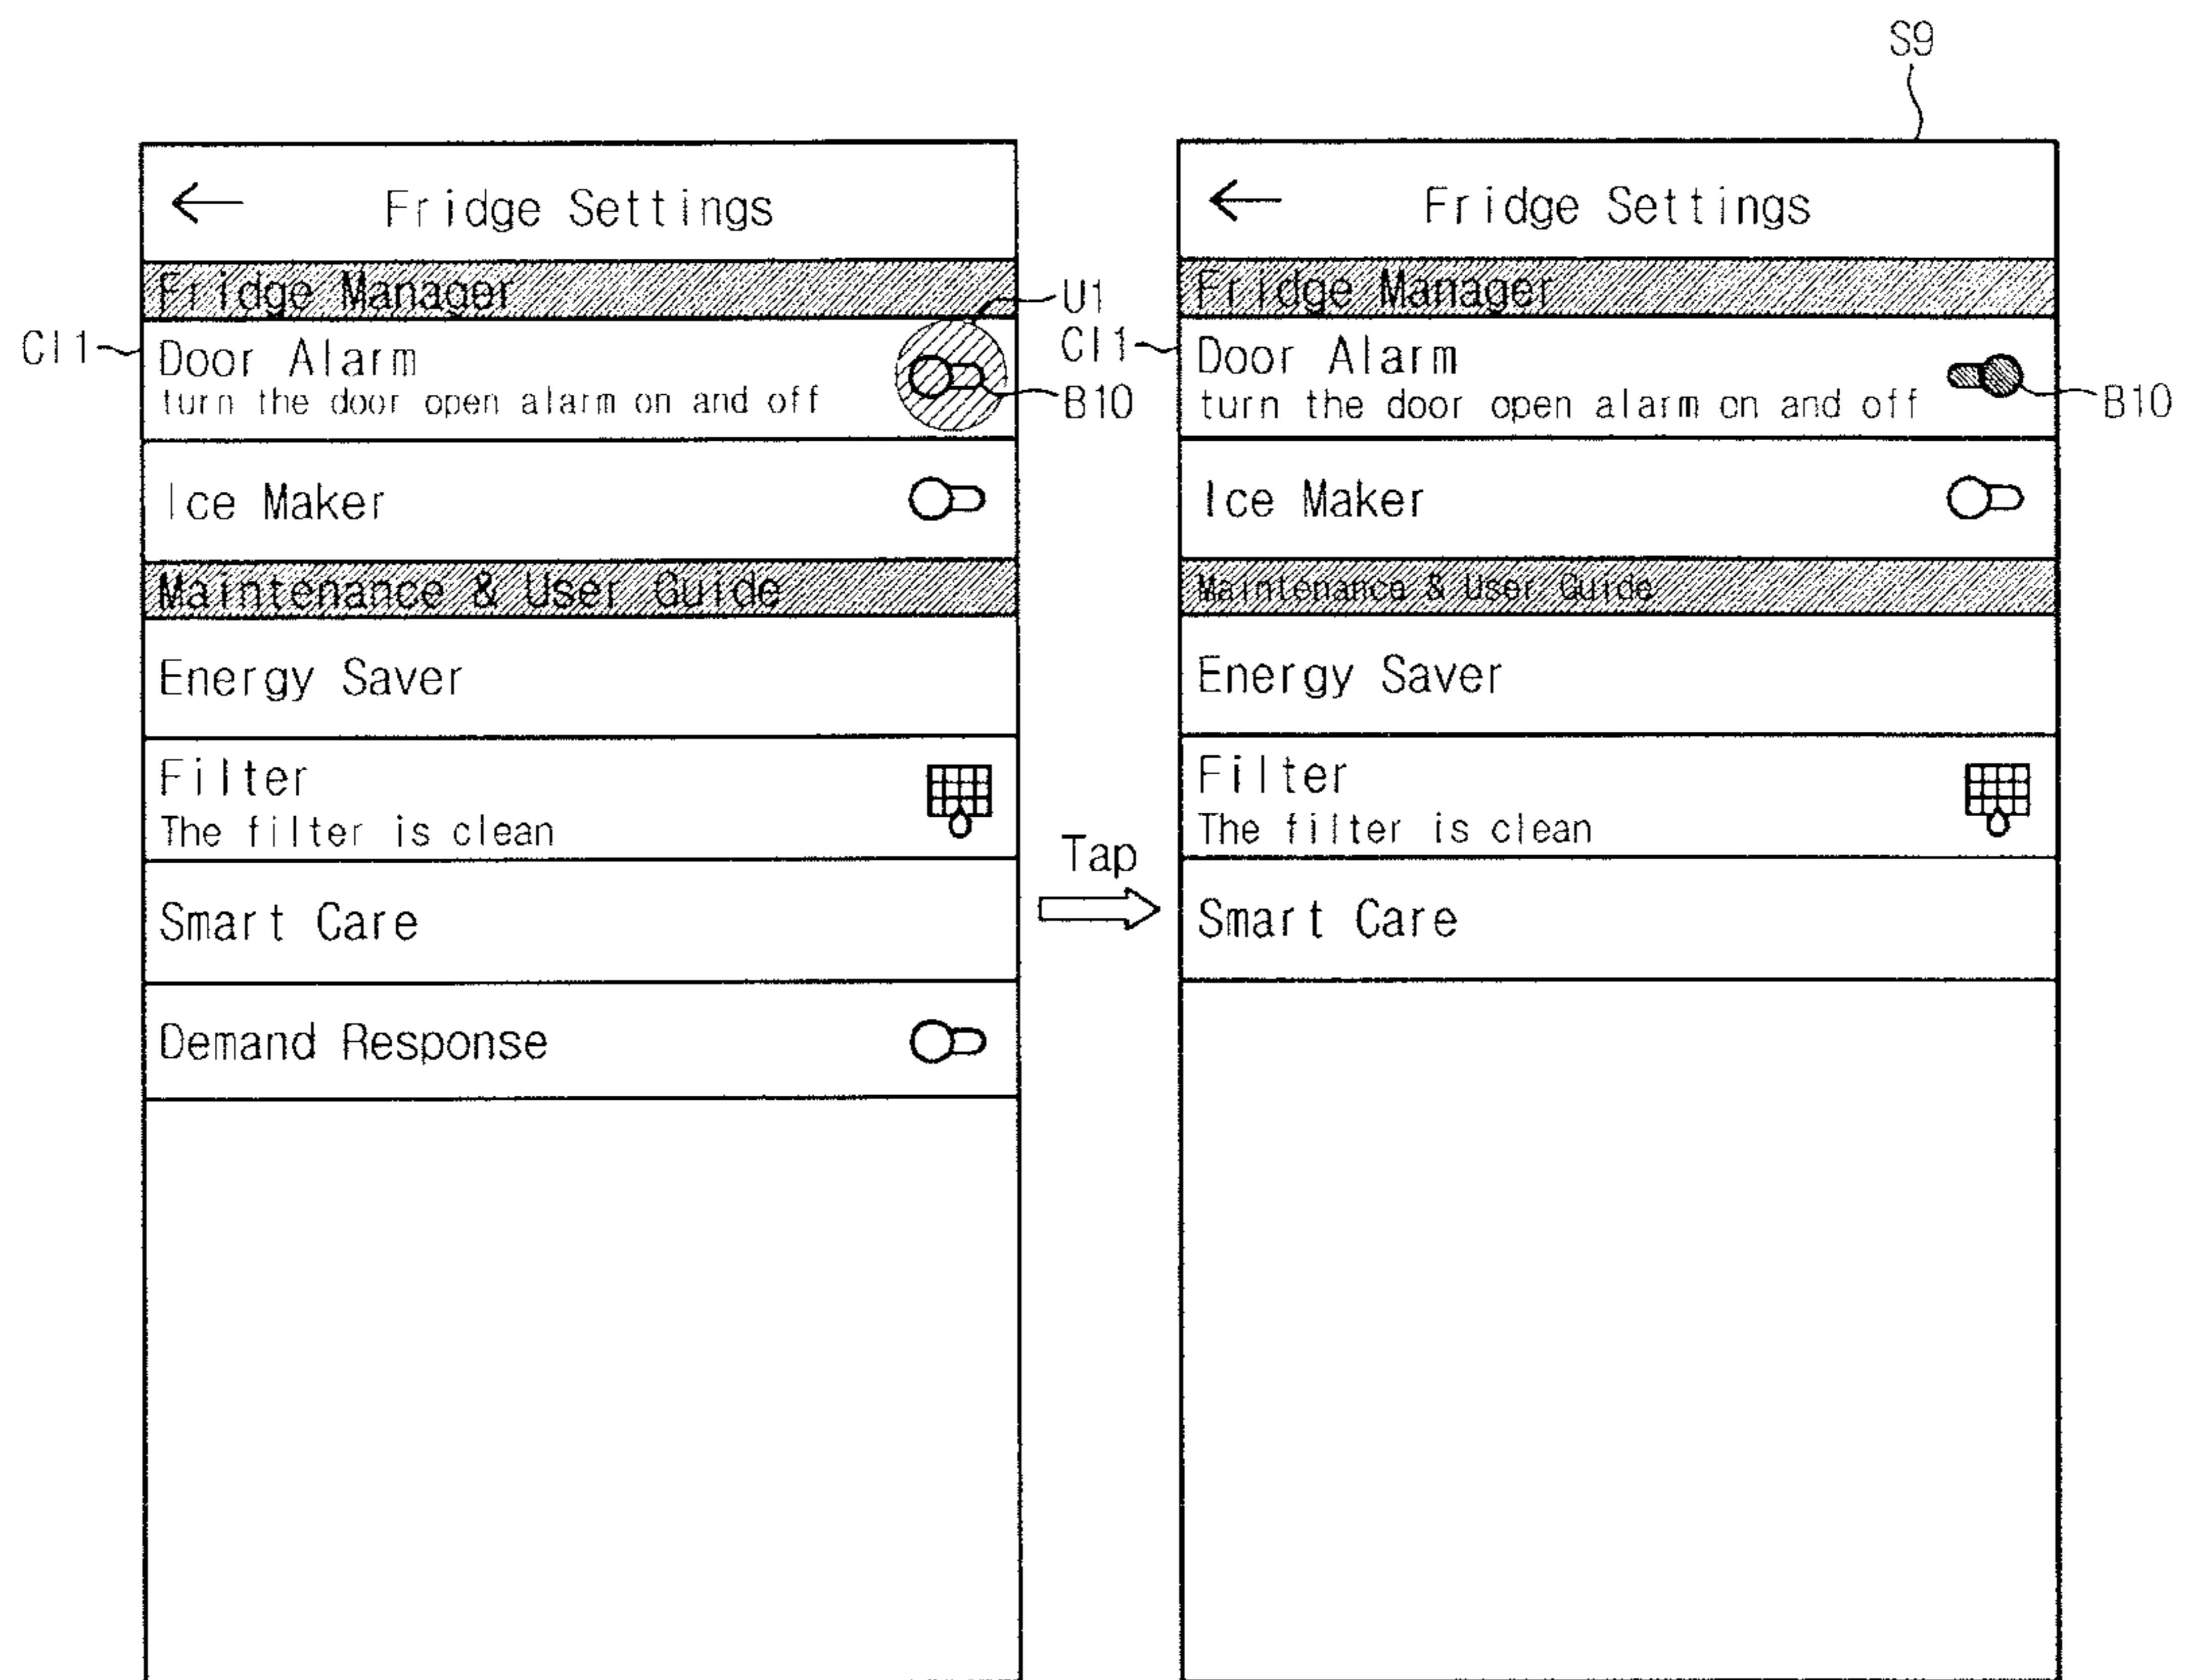 S9
Fridge Settings
Fridge Manager
U1
CI1
Door Alarm
turn the door open alarm on and off
B10
Ice Maker
Maintenance & User Guide
Energy Saver
Filter
The filter is clean
Smart Care
Demand Response
Tap
Fridge Settings
Fridge Manager
CI1
Door Alarm
turn the door open alarm on and off
B10
Ice Maker
Maintenance & User Guide
Energy Saver
Filter
The filter is clean
Smart Care